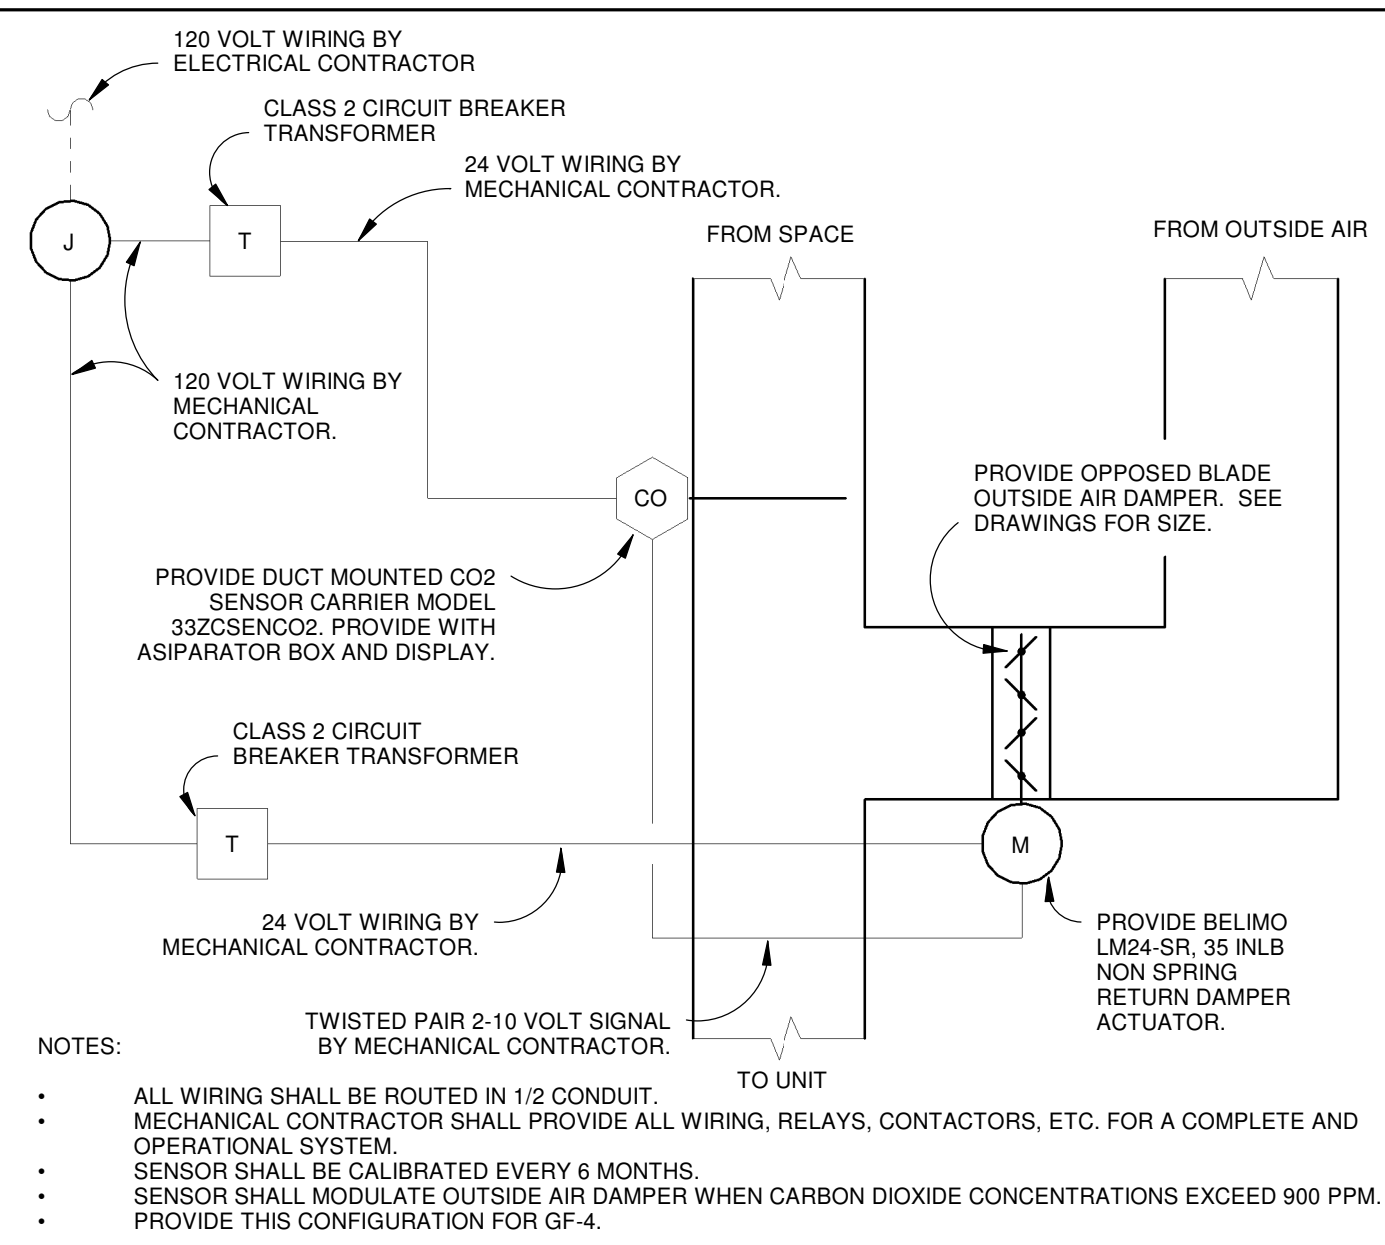 120 VOLT WIRING BY
ELECTRICAL CONTRACTOR
CLASS 2 CIRCUIT BREAKER
TRANSFORMER
24 VOLT WIRING BY
MECHANICAL CONTRACTOR.
FROM SPACE
FROM OUTSIDE AIR
J
T
120 VOLT WIRING BY
MECHANICAL
CONTRACTOR.
PROVIDE OPPOSED BLADE
OUTSIDE AIR DAMPER. SEE
DRAWINGS FOR SIZE.
CO
PROVIDE DUCT MOUNTED CO2
SENSOR CARRIER MODEL
33ZCSENCO2. PROVIDE WITH
ASIPARATOR BOX AND DISPLAY.
CLASS 2 CIRCUIT
BREAKER TRANSFORMER
T
M
24 VOLT WIRING BY
MECHANICAL CONTRACTOR.
PROVIDE BELIMO
LM24-SR, 35 INLB
NON SPRING
RETURN DAMPER
ACTUATOR.
TWISTED PAIR 2-10 VOLT SIGNAL
BY MECHANICAL CONTRACTOR.
TO UNIT
NOTES:
• ALL WIRING SHALL BE ROUTED IN 1/2 CONDUIT.
• MECHANICAL CONTRACTOR SHALL PROVIDE ALL WIRING, RELAYS, CONTACTORS, ETC. FOR A COMPLETE AND
OPERATIONAL SYSTEM.
• SENSOR SHALL BE CALIBRATED EVERY 6 MONTHS.
• SENSOR SHALL MODULATE OUTSIDE AIR DAMPER WHEN CARBON DIOXIDE CONCENTRATIONS EXCEED 900 PPM.
• PROVIDE THIS CONFIGURATION FOR GF-4.